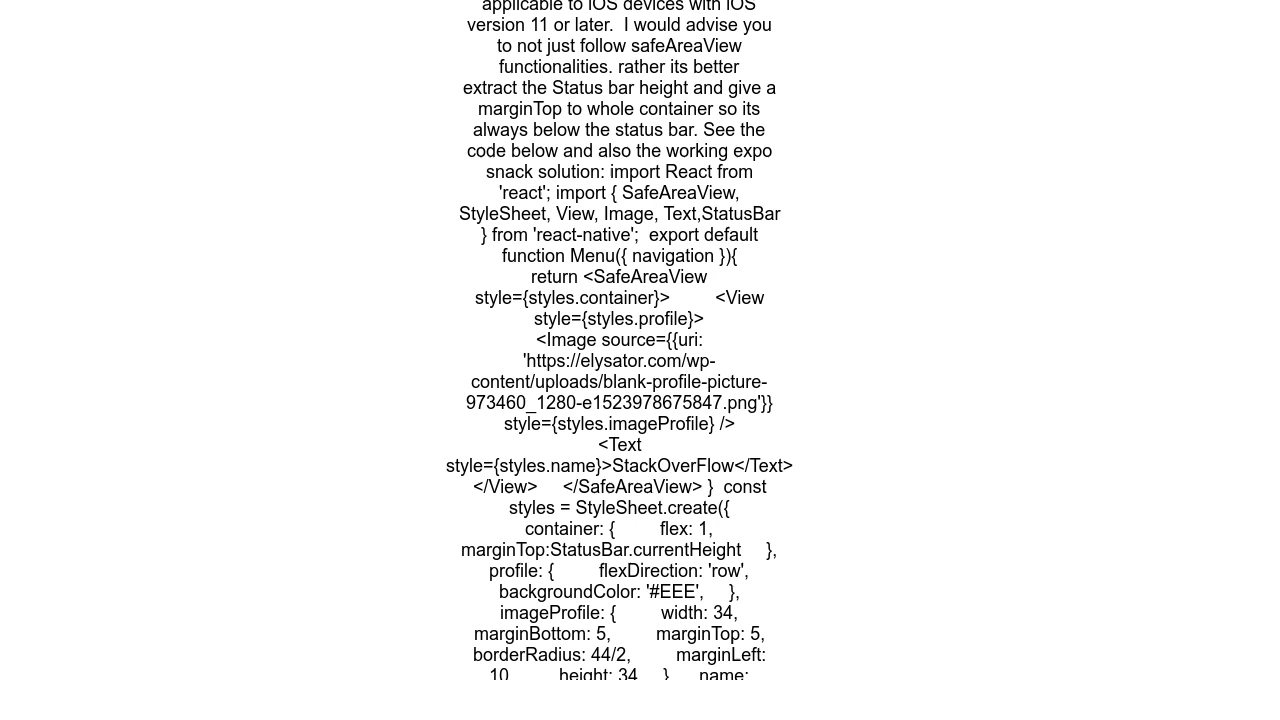 applicable to iOS devices with iOS
version 11 or later.  I would advise you
to not just follow safeAreaView
functionalities. rather its better
extract the Status bar height and give a
marginTop to whole container so its
always below the status bar. See the
code below and also the working expo
snack solution: import React from
'react'; import { SafeAreaView,
StyleSheet, View, Image, Text,StatusBar
} from 'react-native';  export default
function Menu({ navigation }){
return <SafeAreaView
style={styles.container}>         <View
style={styles.profile}>
<Image source={{uri:
'https://elysator.com/wp-
content/uploads/blank-profile-picture-
973460_1280-e1523978675847.png'}}
style={styles.imageProfile} />
<Text
style={styles.name}>StackOverFlow</Text>
</View>     </SafeAreaView> }  const
styles = StyleSheet.create({
container: {         flex: 1,
marginTop:StatusBar.currentHeight     },
profile: {         flexDirection: 'row',
backgroundColor: '#EEE',     },
imageProfile: {         width: 34,
marginBottom: 5,         marginTop: 5,
borderRadius: 44/2,         marginLeft:
10,         height: 34     },     name: